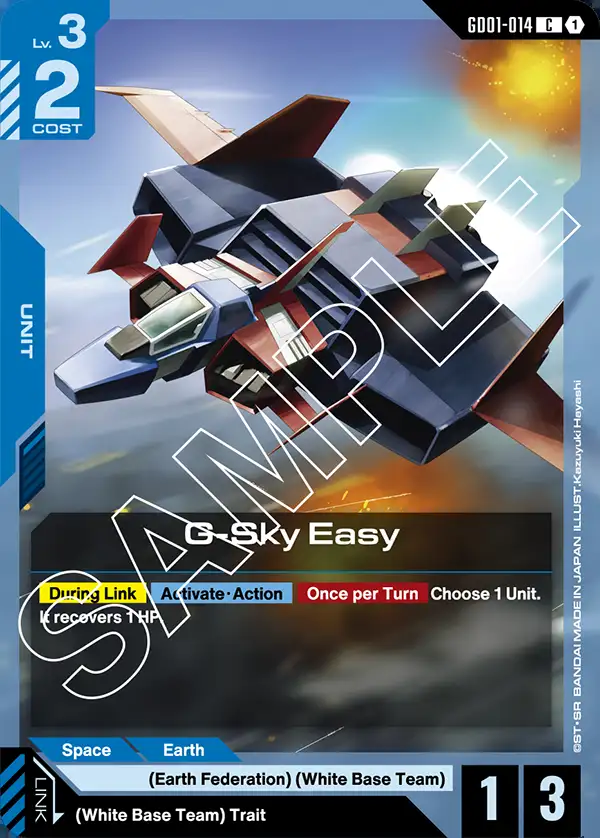 GD01-014 C 1
Lv. 3
2
COST
UNIT
SAMPLE
G-Sky Easy
During Link Activate･Action Once per Turn Choose 1 Unit.
It recovers 1 HP.
©ST･SR BANDAI MADE IN JAPAN ILLUST.Kazuyuki Hayashi
Space Earth
(Earth Federation) (White Base Team)
LINK
(White Base Team) Trait
1 3